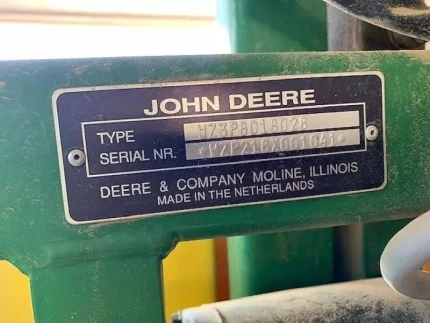 JOHN DEERE
TYPE
SERIAL NR.
DEERE & COMPANY MOLINE, ILLINOIS
MADE IN THE NETHERLANDS